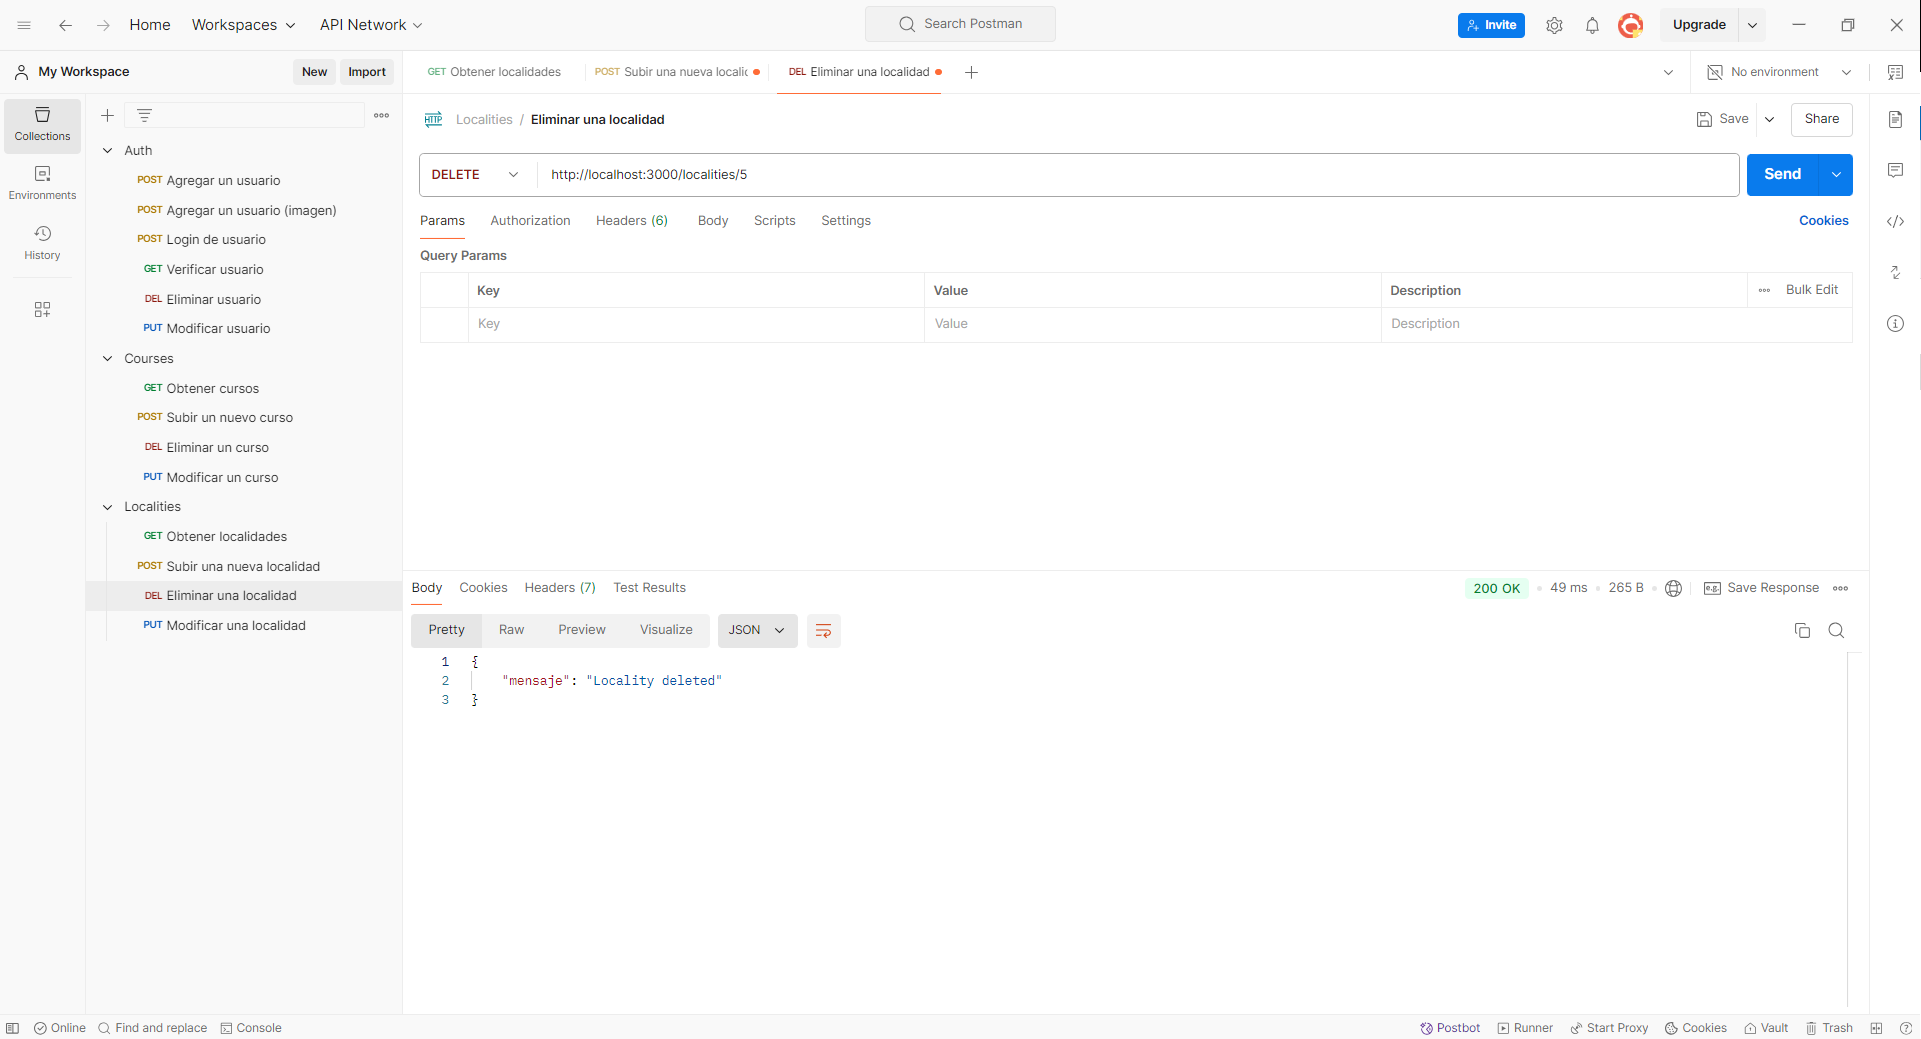 Home Workspaces API Network Search Postman Invite Upgrade
My Workspace New Import GET Obtener localidades POST Subir una nueva localic DEL Eliminar una localidad No environment
Collections
Environments
History
Auth
POST Agregar un usuario
POST Agregar un usuario (imagen)
POST Login de usuario
GET Verificar usuario
DEL Eliminar usuario
PUT Modificar usuario
Courses
GET Obtener cursos
POST Subir un nuevo curso
DEL Eliminar un curso
PUT Modificar un curso
Localities
GET Obtener localidades
POST Subir una nueva localidad
DEL Eliminar una localidad
PUT Modificar una localidad
HTTP Localities / Eliminar una localidad Save Share
DELETE http://localhost:3000/localities/5 Send
Params Authorization Headers (6) Body Scripts Settings Cookies
Query Params
Key Value Description Bulk Edit
Key Value Description
Body Cookies Headers (7) Test Results 200 OK 49 ms 265 B e.g. Save Response
Pretty Raw Preview Visualize JSON
1 {
2 "mensaje": "Locality deleted"
3 }
Online Find and replace Console Postbot Runner Start Proxy Cookies Vault Trash